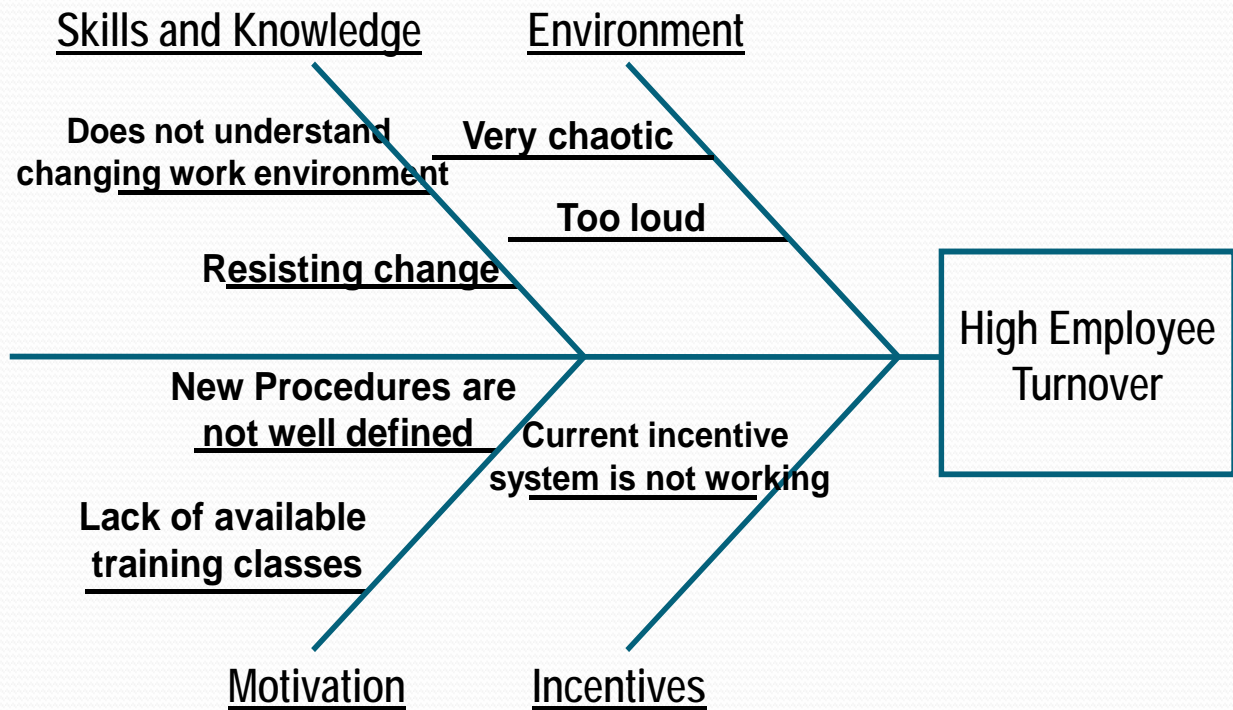 Skills and Knowledge
Environment
Does not understand
changing work environment
Very chaotic
Too loud
Resisting change
High Employee
Turnover
New Procedures are
not well defined
Current incentive
system is not working
Lack of available
training classes
Motivation
Incentives